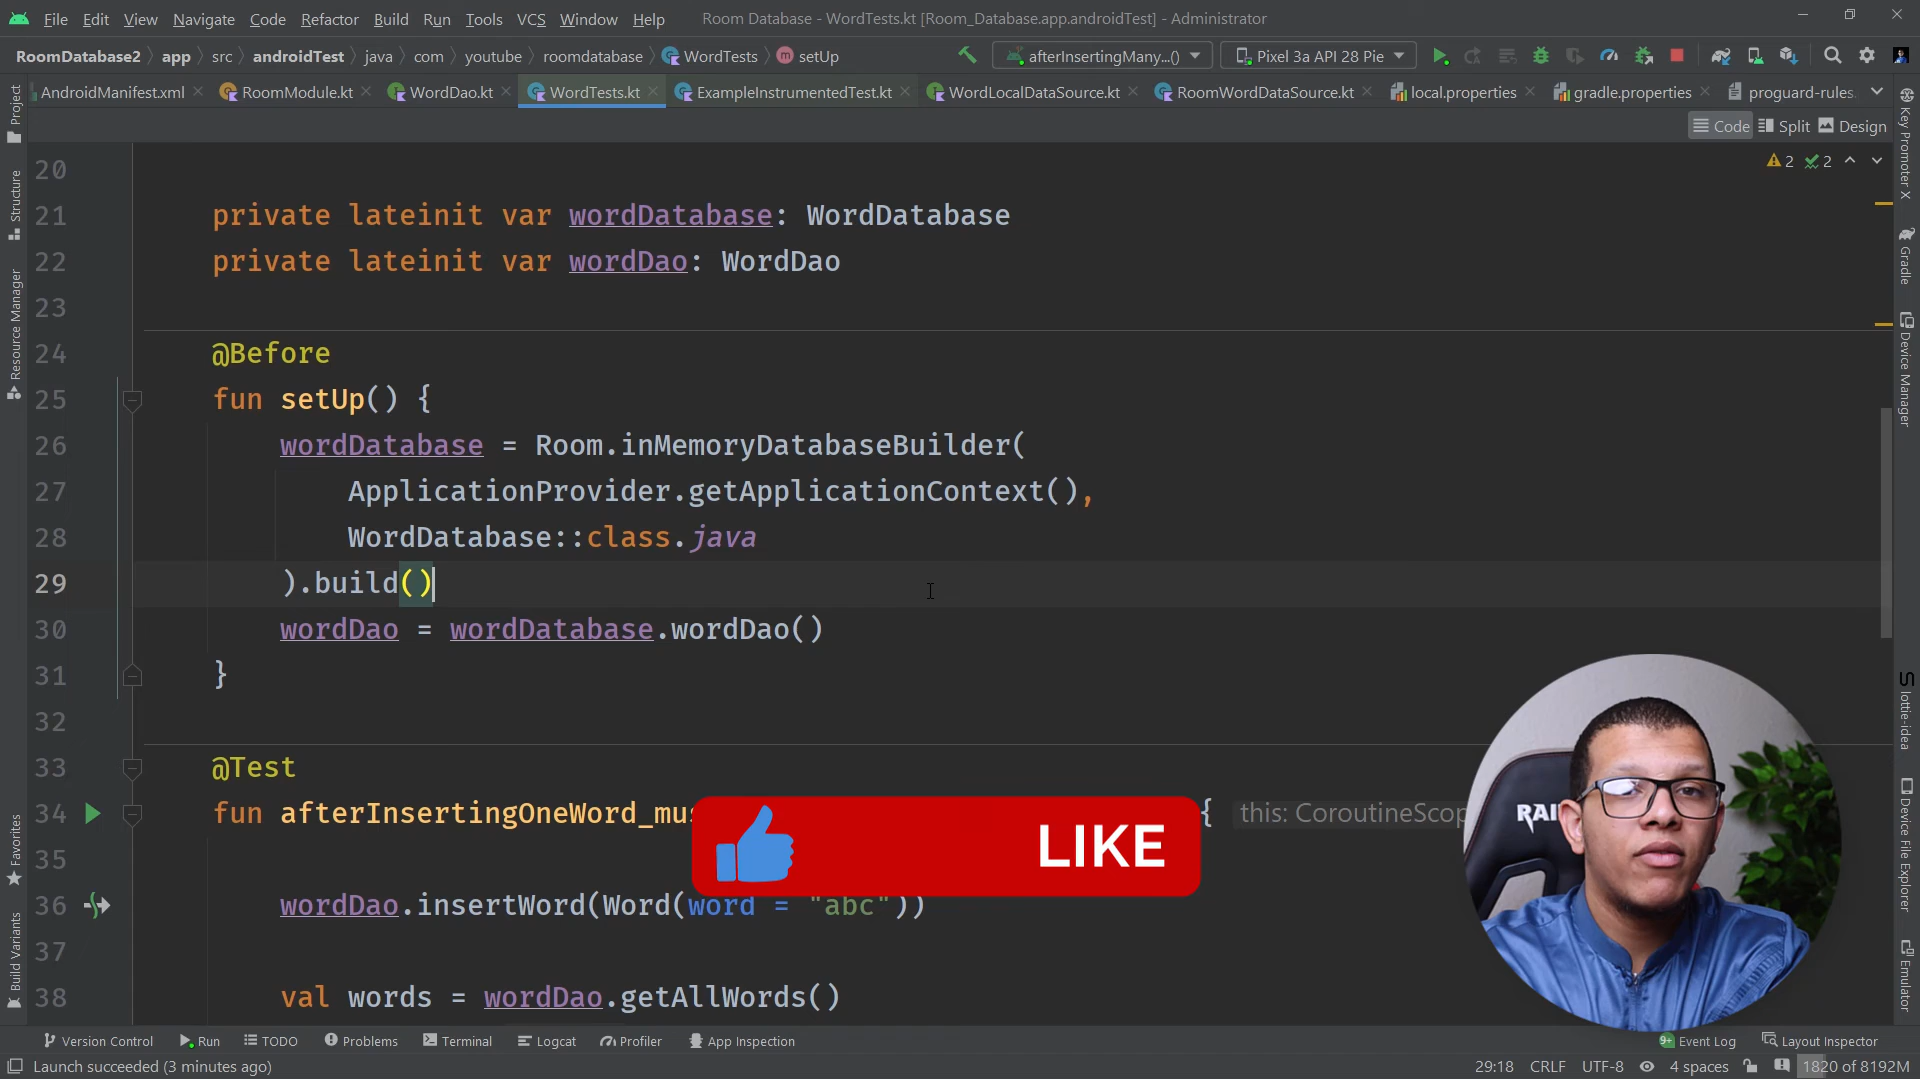 File Edit View Navigate Code Refactor Build Run Tools VCS Window Help Room Database - WordTests.kt [Room_Database.app.androidTest] - Administrator
RoomDatabase2 app src androidTest java com youtube roomdatabase WordTests setUp afterInsertingMany...() Pixel 3a API 28 Pie
AndroidManifest.xml RoomModule.kt WordDao.kt WordTests.kt ExampleInstrumentedTest.kt WordLocalDataSource.kt RoomWordDataSource.kt local.properties gradle.properties proguard-rules.
Code Split Design
2 2
20
21 private lateinit var wordDatabase: WordDatabase
22 private lateinit var wordDao: WordDao
23
24 @Before
25 fun setUp() {
26 wordDatabase = Room.inMemoryDatabaseBuilder(
27 ApplicationProvider.getApplicationContext(),
28 WordDatabase::class.java
29 ).build()
30 wordDao = wordDatabase.wordDao()
31 }
32
33 @Test
34 fun afterInsertingOneWord_mus { this: CoroutineScop
35
36 wordDao.insertWord(Word(word = "abc"))
37
38 val words = wordDao.getAllWords()
LIKE
RAI
Project
Structure
Resource Manager
Favorites
Build Variants
Key Promoter X
Gradle
Device Manager
lottie-idea
Device File Explorer
Emulator
Version Control Run TODO Problems Terminal Logcat Profiler App Inspection 9+ Event Log Layout Inspector
Launch succeeded (3 minutes ago) 29:18 CRLF UTF-8 4 spaces 1820 of 8192M